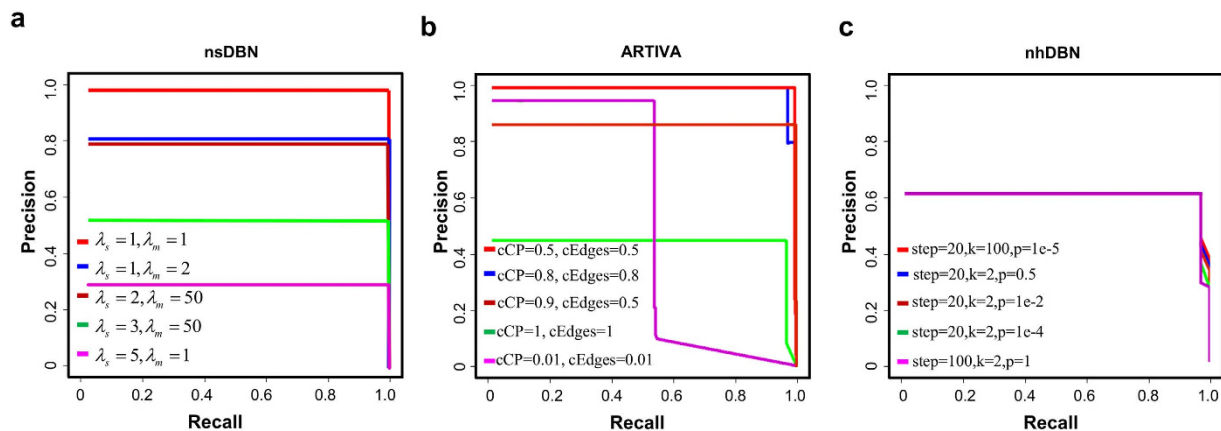 a
nsDBN
Precision
0 0.2 0.4 0.6 0.8 1.0
λs = 1, λm = 1
λs = 1, λm = 2
λs = 2, λm = 50
λs = 3, λm = 50
λs = 5, λm = 1
0 0.2 0.4 0.6 0.8 1.0
Recall
b
ARTIVA
Precision
0 0.2 0.4 0.6 0.8 1.0
cCP=0.5, cEdges=0.5
cCP=0.8, cEdges=0.8
cCP=0.9, cEdges=0.5
cCP=1, cEdges=1
cCP=0.01, cEdges=0.01
0 0.2 0.4 0.6 0.8 1.0
Recall
c
nhDBN
Precision
0 0.2 0.4 0.6 0.8 1.0
step=20,k=100,p=1e-5
step=20,k=2,p=0.5
step=20,k=2,p=1e-2
step=20,k=2,p=1e-4
step=100,k=2,p=1
0 0.2 0.4 0.6 0.8 1.0
Recall